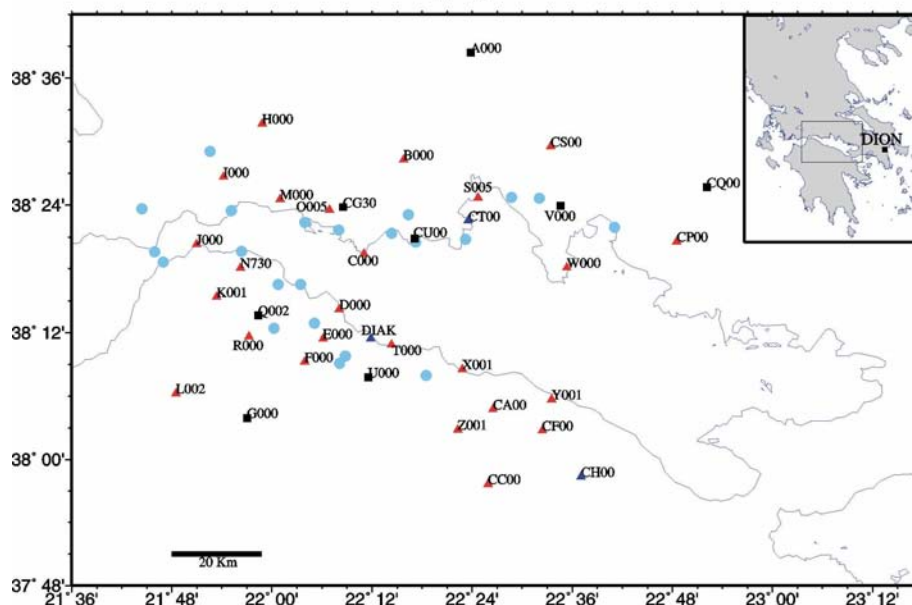 A000
38° 36'
H000
CS00
DION
B000
I000
S005
CQ00
M000
O005
CG30
38° 24'
V000
CT00
CU00
J000
CP00
C000
W000
N730
K001
Q002
D000
38° 12'
R000
E000
DIAK
T000
F000
U000
X001
L002
CA00
Y001
G000
Z001
CF00
38° 00'
CC00
CH00
20 Km
37° 48'
21° 36' 21° 48' 22° 00' 22° 12' 22° 24' 22° 36' 22° 48' 23° 00' 23° 12'